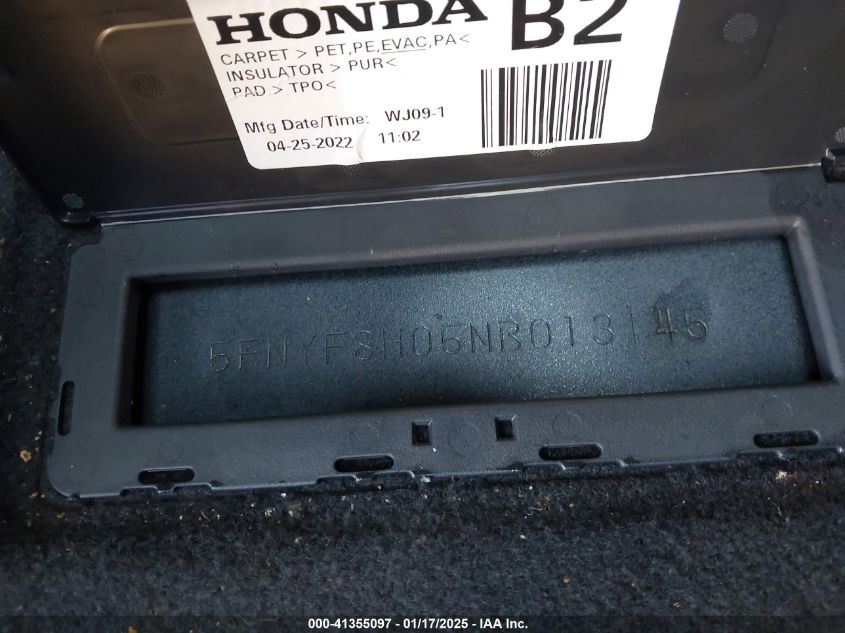 HONDA B2
CARPET > PET,PE,EVAC,PA<
INSULATOR > PUR<
PAD > TPO<
Mfg Date/Time: WJ09-1
04-25-2022 11:02
5FNYF8H05NB013145
000-41355097 - 01/17/2025 - IAA Inc.